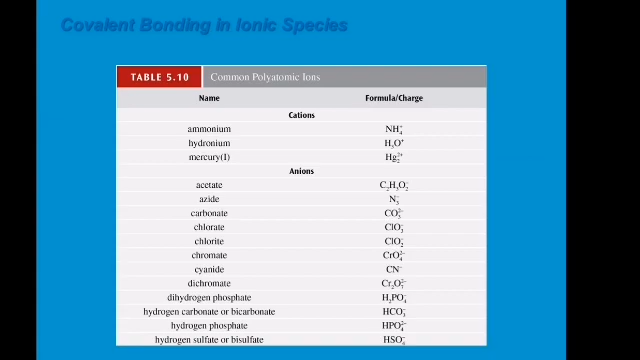 Covalent Bonding in Ionic Species
TABLE 5.10 Common Polyatomic Ions
Name Formula/Charge
Cations
ammonium NH₄⁺
hydronium H₃O⁺
mercury(I) Hg₂²⁺
Anions
acetate C₂H₃O₂⁻
azide N₃⁻
carbonate CO₃²⁻
chlorate ClO₃⁻
chlorite ClO₂⁻
chromate CrO₄²⁻
cyanide CN⁻
dichromate Cr₂O₇²⁻
dihydrogen phosphate H₂PO₄⁻
hydrogen carbonate or bicarbonate HCO₃⁻
hydrogen phosphate HPO₄²⁻
hydrogen sulfate or bisulfate HSO₄⁻